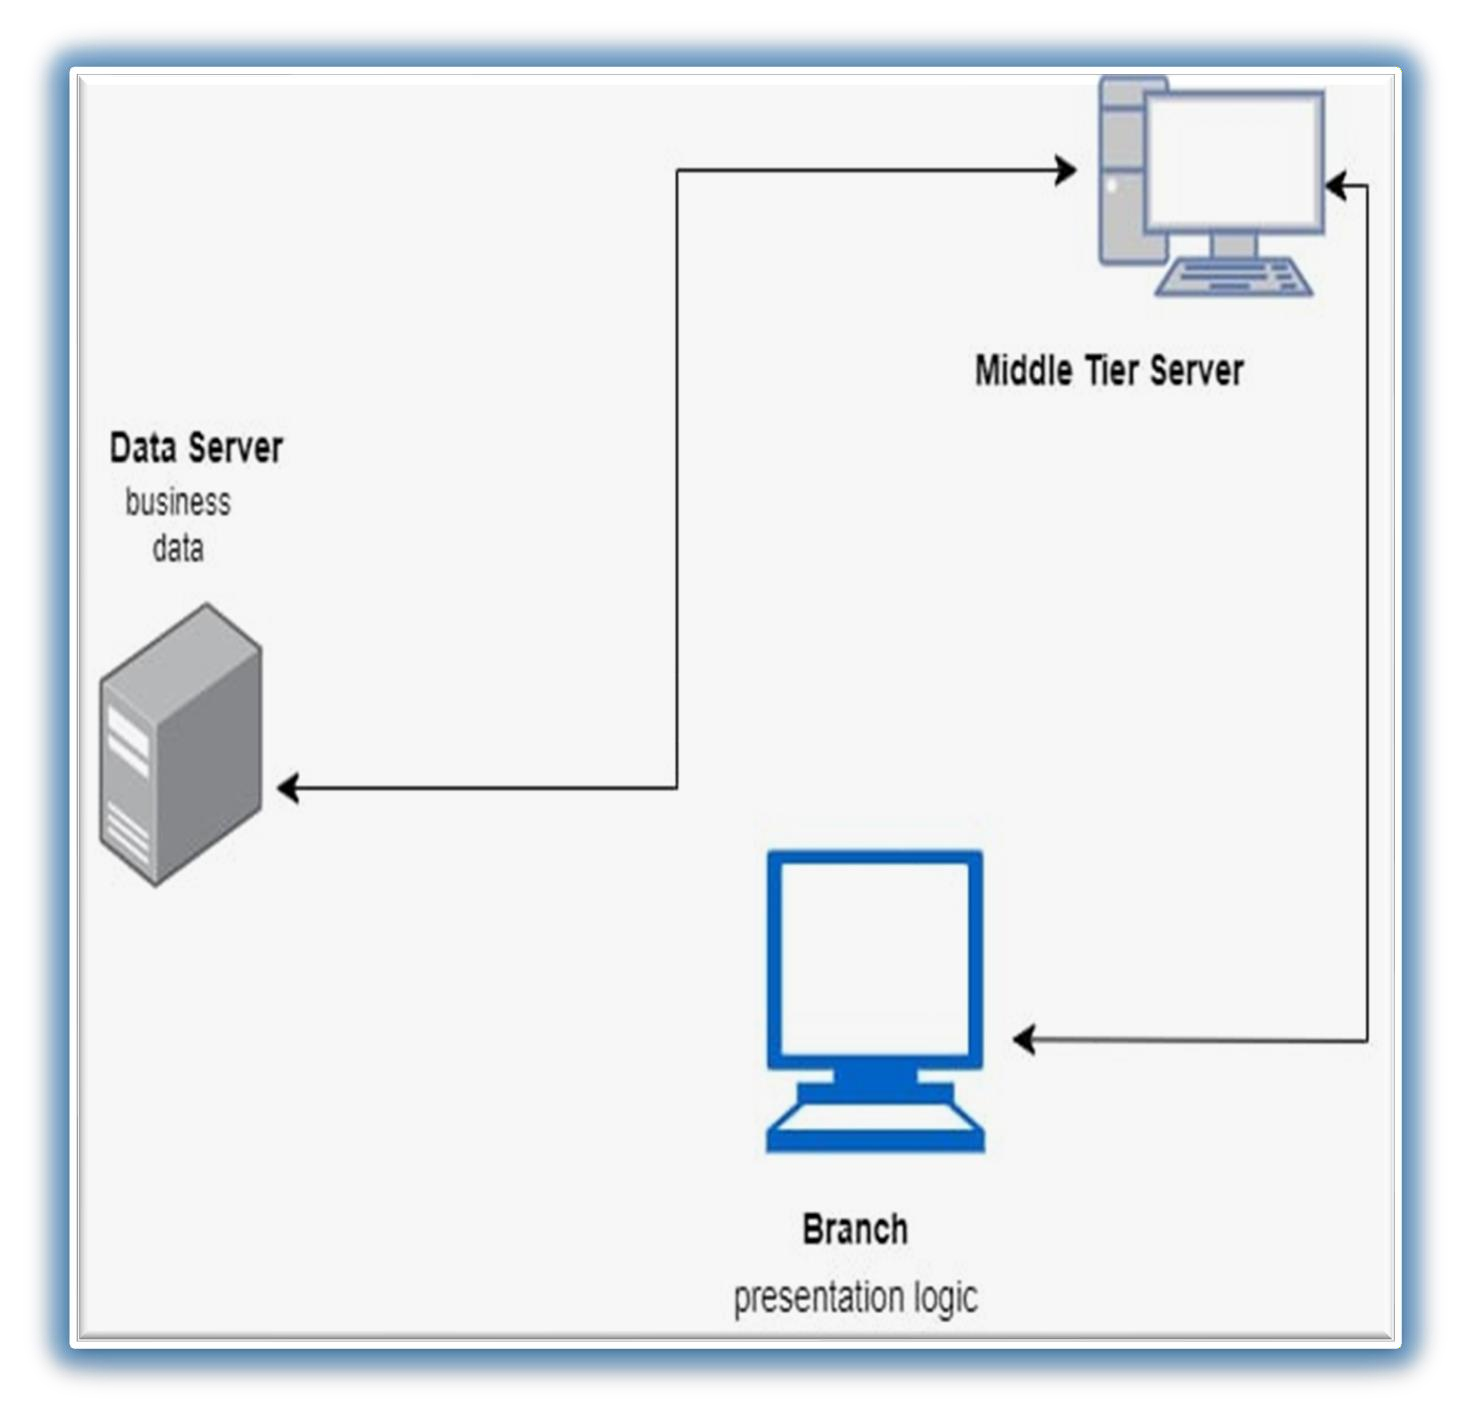 Middle Tier Server
Data Server
business
data
Branch
presentation logic